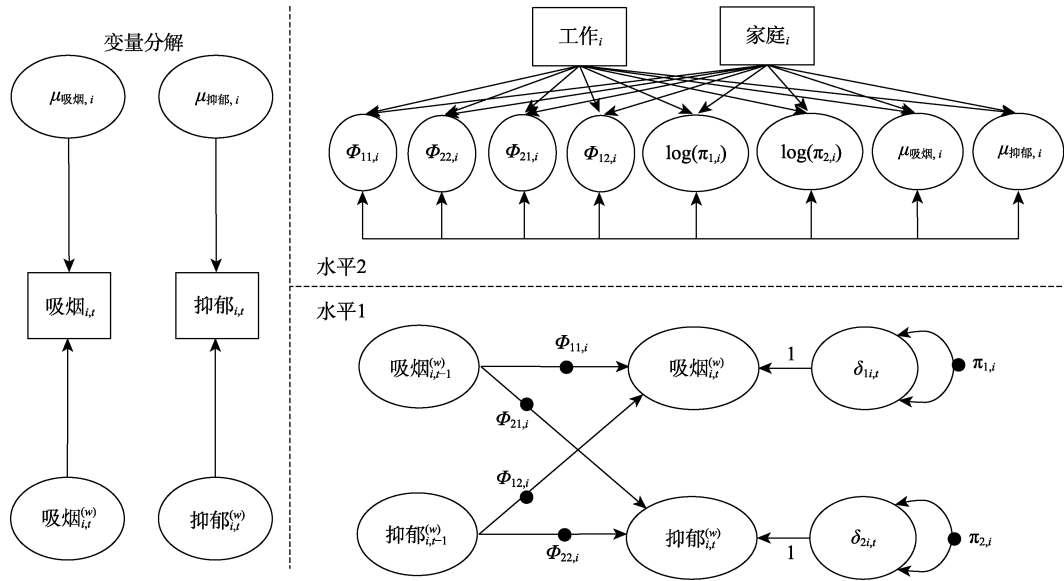 变量分解
μ吸烟, i
μ抑郁, i
吸烟i,t
抑郁i,t
吸烟(w)i,t
抑郁(w)i,t
工作i
家庭i
Φ11,i
Φ22,i
Φ21,i
Φ12,i
log(π1,i)
log(π2,i)
μ吸烟, i
μ抑郁, i
水平2
水平1
吸烟(w)i,t−1
Φ11,i
吸烟(w)i,t
1
δ1i,t
π1,i
Φ21,i
Φ12,i
抑郁(w)i,t−1
Φ22,i
抑郁(w)i,t
1
δ2i,t
π2,i